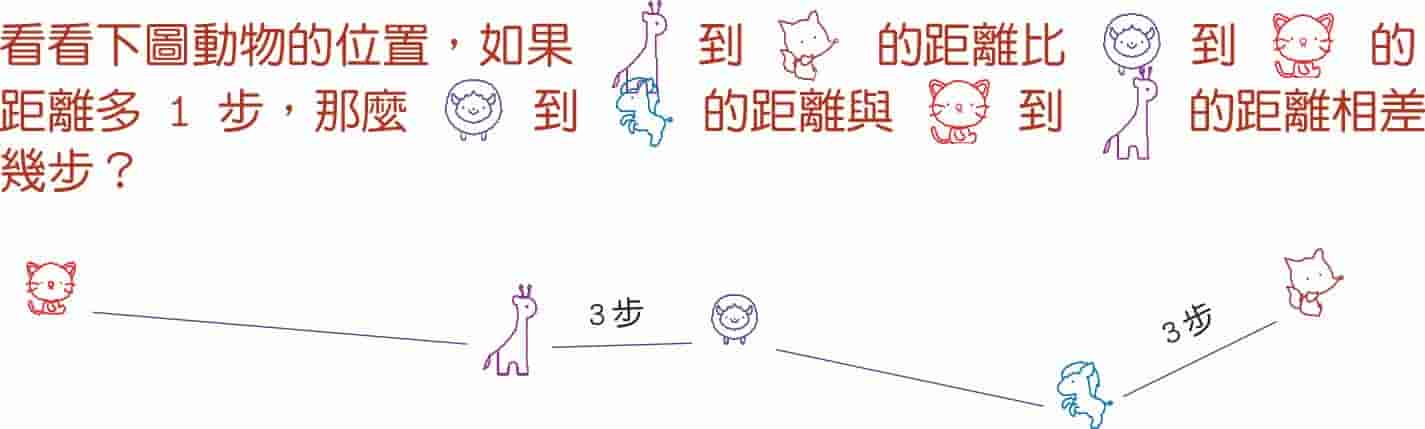 看看下圖動物的位置，如果 到 的距離比 到 的
距離多 1 步，那麼 到 的距離與 到 的距離相差
幾步？
3步
3步